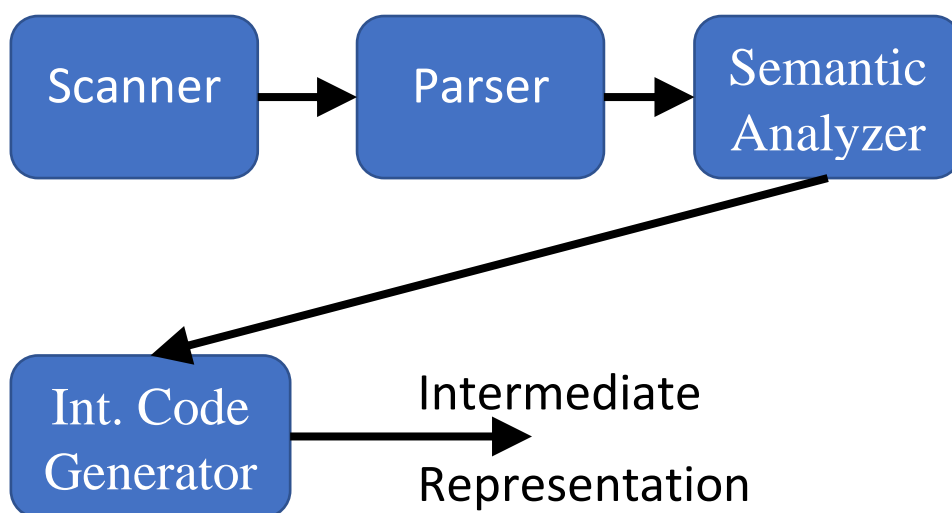 Scanner
Parser
Semantic
Analyzer
Int. Code
Generator
Intermediate
Representation